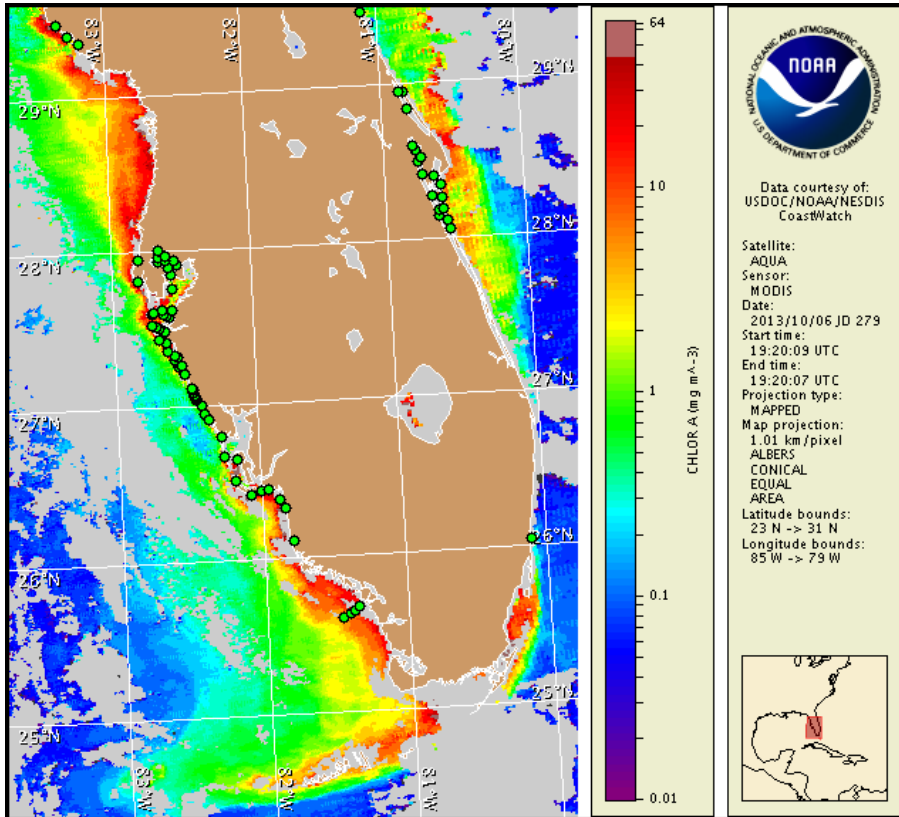 83°W
82°W
81°W
80°W
29°N
29°N
28°N
28°N
27°N
27°N
26°N
26°N
25°N
25°N
83°W
82°W
81°W
64
10
1
0.1
0.01
CHLOR A (mg m^-3)
NATIONAL OCEANIC AND ATMOSPHERIC ADMINISTRATION
NOAA
U.S. DEPARTMENT OF COMMERCE
Data courtesy of:
USDOC/NOAA/NESDIS
CoastWatch
Satellite:
AQUA
Sensor:
MODIS
Date:
2013/10/06 JD 279
Start time:
19:20:09 UTC
End time:
19:20:07 UTC
Projection type:
MAPPED
Map projection:
1.01 km/pixel
ALBERS
CONICAL
EQUAL
AREA
Latitude bounds:
23 N -> 31 N
Longitude bounds:
85 W -> 79 W